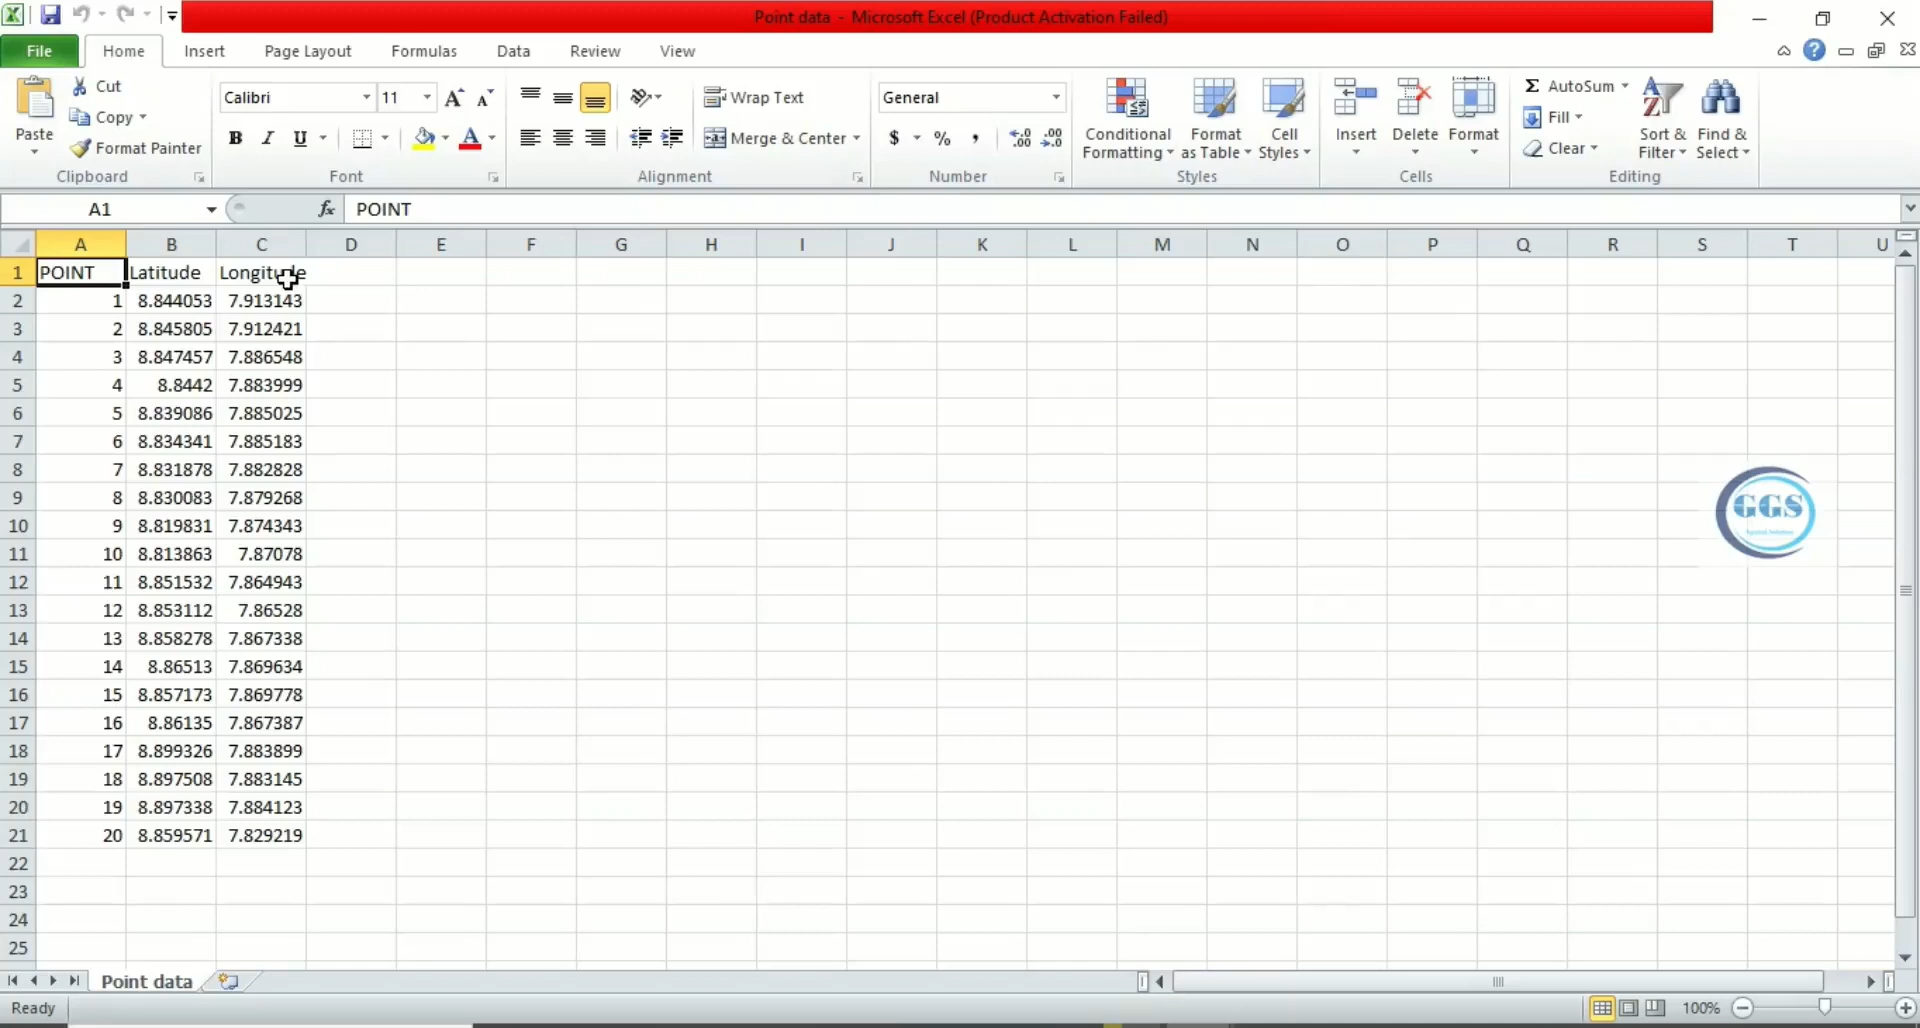 Point data - Microsoft Excel (Product Activation Failed)
File Home Insert Page Layout Formulas Data Review View
Paste
Cut
Copy
Format Painter
Clipboard
Calibri 11
B I U
Font
Wrap Text
Merge & Center
Alignment
General
$ % ,
Number
Conditional Formatting
Format as Table
Cell Styles
Styles
Insert Delete Format
Cells
AutoSum
Fill
Clear
Sort & Filter
Find & Select
Editing
A1 fx POINT
A B C D E F G H I J K L M N O P Q R S T U
1 POINT Latitude Longitude
2 1 8.844053 7.913143
3 2 8.845805 7.912421
4 3 8.847457 7.886548
5 4 8.8442 7.883999
6 5 8.839086 7.885025
7 6 8.834341 7.885183
8 7 8.831878 7.882828
9 8 8.830083 7.879268
10 9 8.819831 7.874343
11 10 8.813863 7.87078
12 11 8.851532 7.864943
13 12 8.853112 7.86528
14 13 8.858278 7.867338
15 14 8.86513 7.869634
16 15 8.857173 7.869778
17 16 8.86135 7.867387
18 17 8.899326 7.883899
19 18 8.897508 7.883145
20 19 8.897338 7.884123
21 20 8.859571 7.829219
22
23
24
25
GGS
Point data
Ready 100%